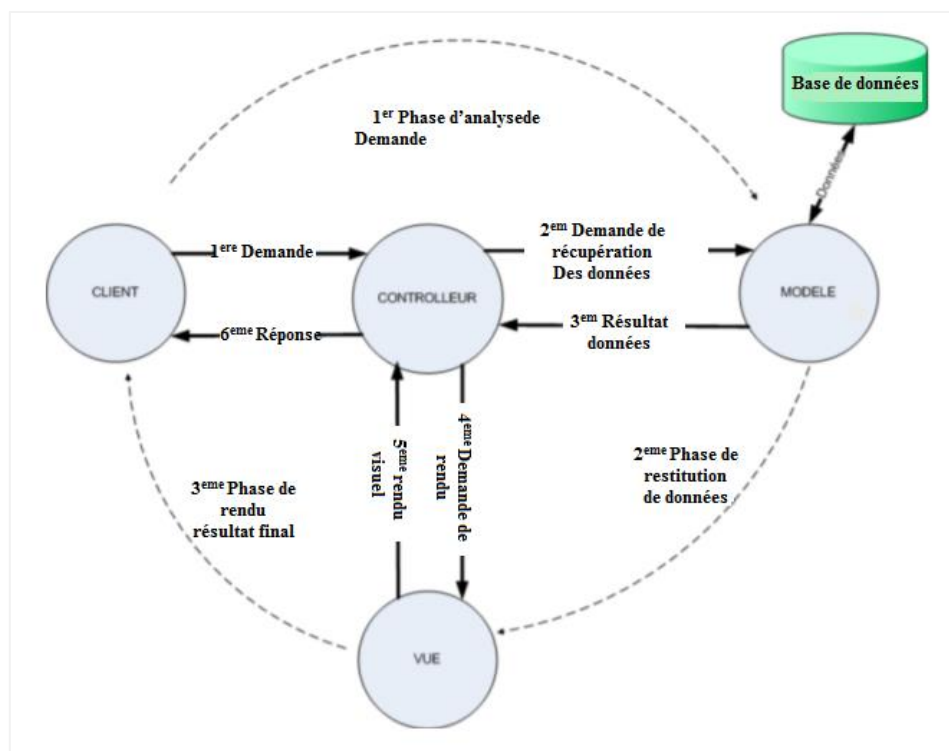 Base de données
1er Phase d'analysede
Demande
Données
1ere Demande
2em Demande de
récupération
Des données
CLIENT
CONTROLLEUR
MODELE
6eme Réponse
3em Résultat
données
5eme rendu
visuel
4eme Demande de
rendu
2eme Phase de
restitution
de données
3eme Phase de
rendu
résultat final
VUE